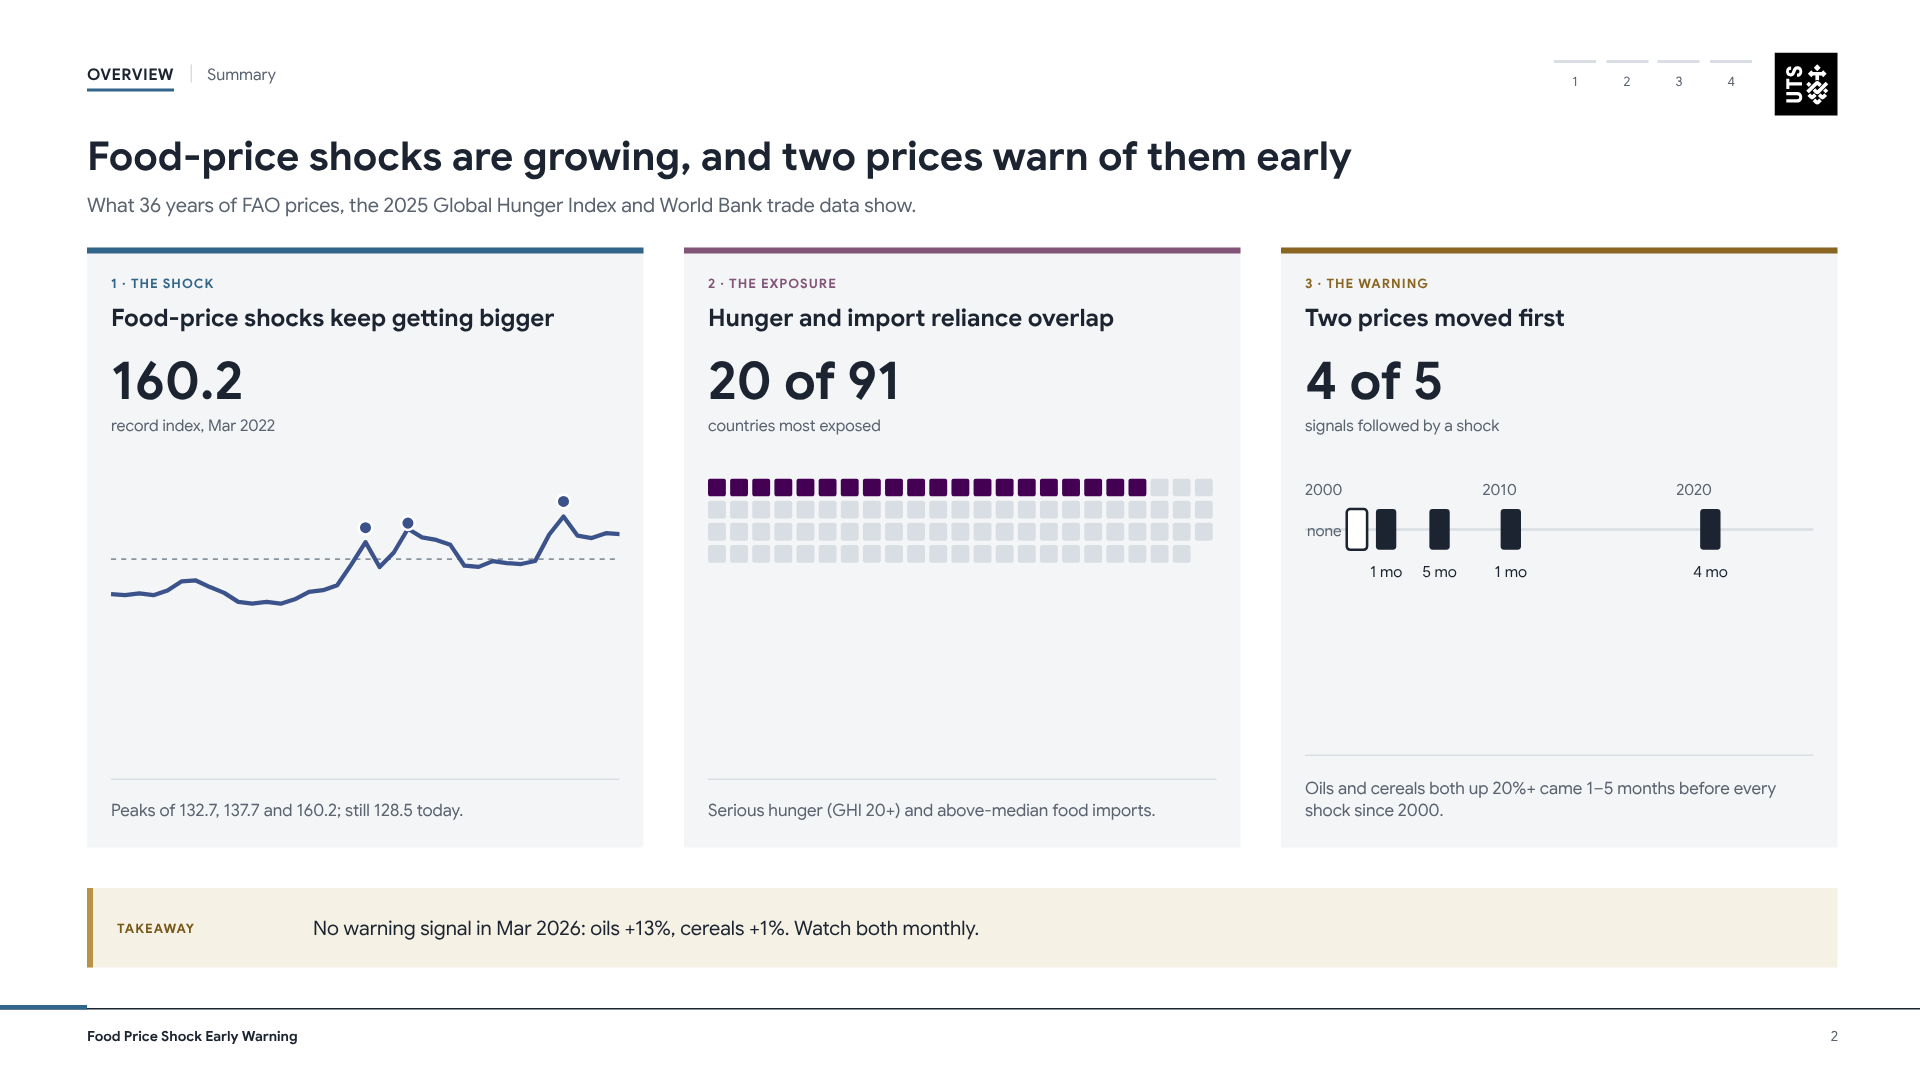 OVERVIEW
Summary
1
2
3
4
UTS
Food-price shocks are growing, and two prices warn of them early
What 36 years of FAO prices, the 2025 Global Hunger Index and World Bank trade data show.
1 · THE SHOCK
Food-price shocks keep getting bigger
160.2
record index, Mar 2022
Peaks of 132.7, 137.7 and 160.2; still 128.5 today.
2 · THE EXPOSURE
Hunger and import reliance overlap
20 of 91
countries most exposed
Serious hunger (GHI 20+) and above-median food imports.
3 · THE WARNING
Two prices moved first
4 of 5
signals followed by a shock
2000
2010
2020
none
1 mo
5 mo
1 mo
4 mo
Oils and cereals both up 20%+ came 1–5 months before every
shock since 2000.
TAKEAWAY
No warning signal in Mar 2026: oils +13%, cereals +1%. Watch both monthly.
Food Price Shock Early Warning
2